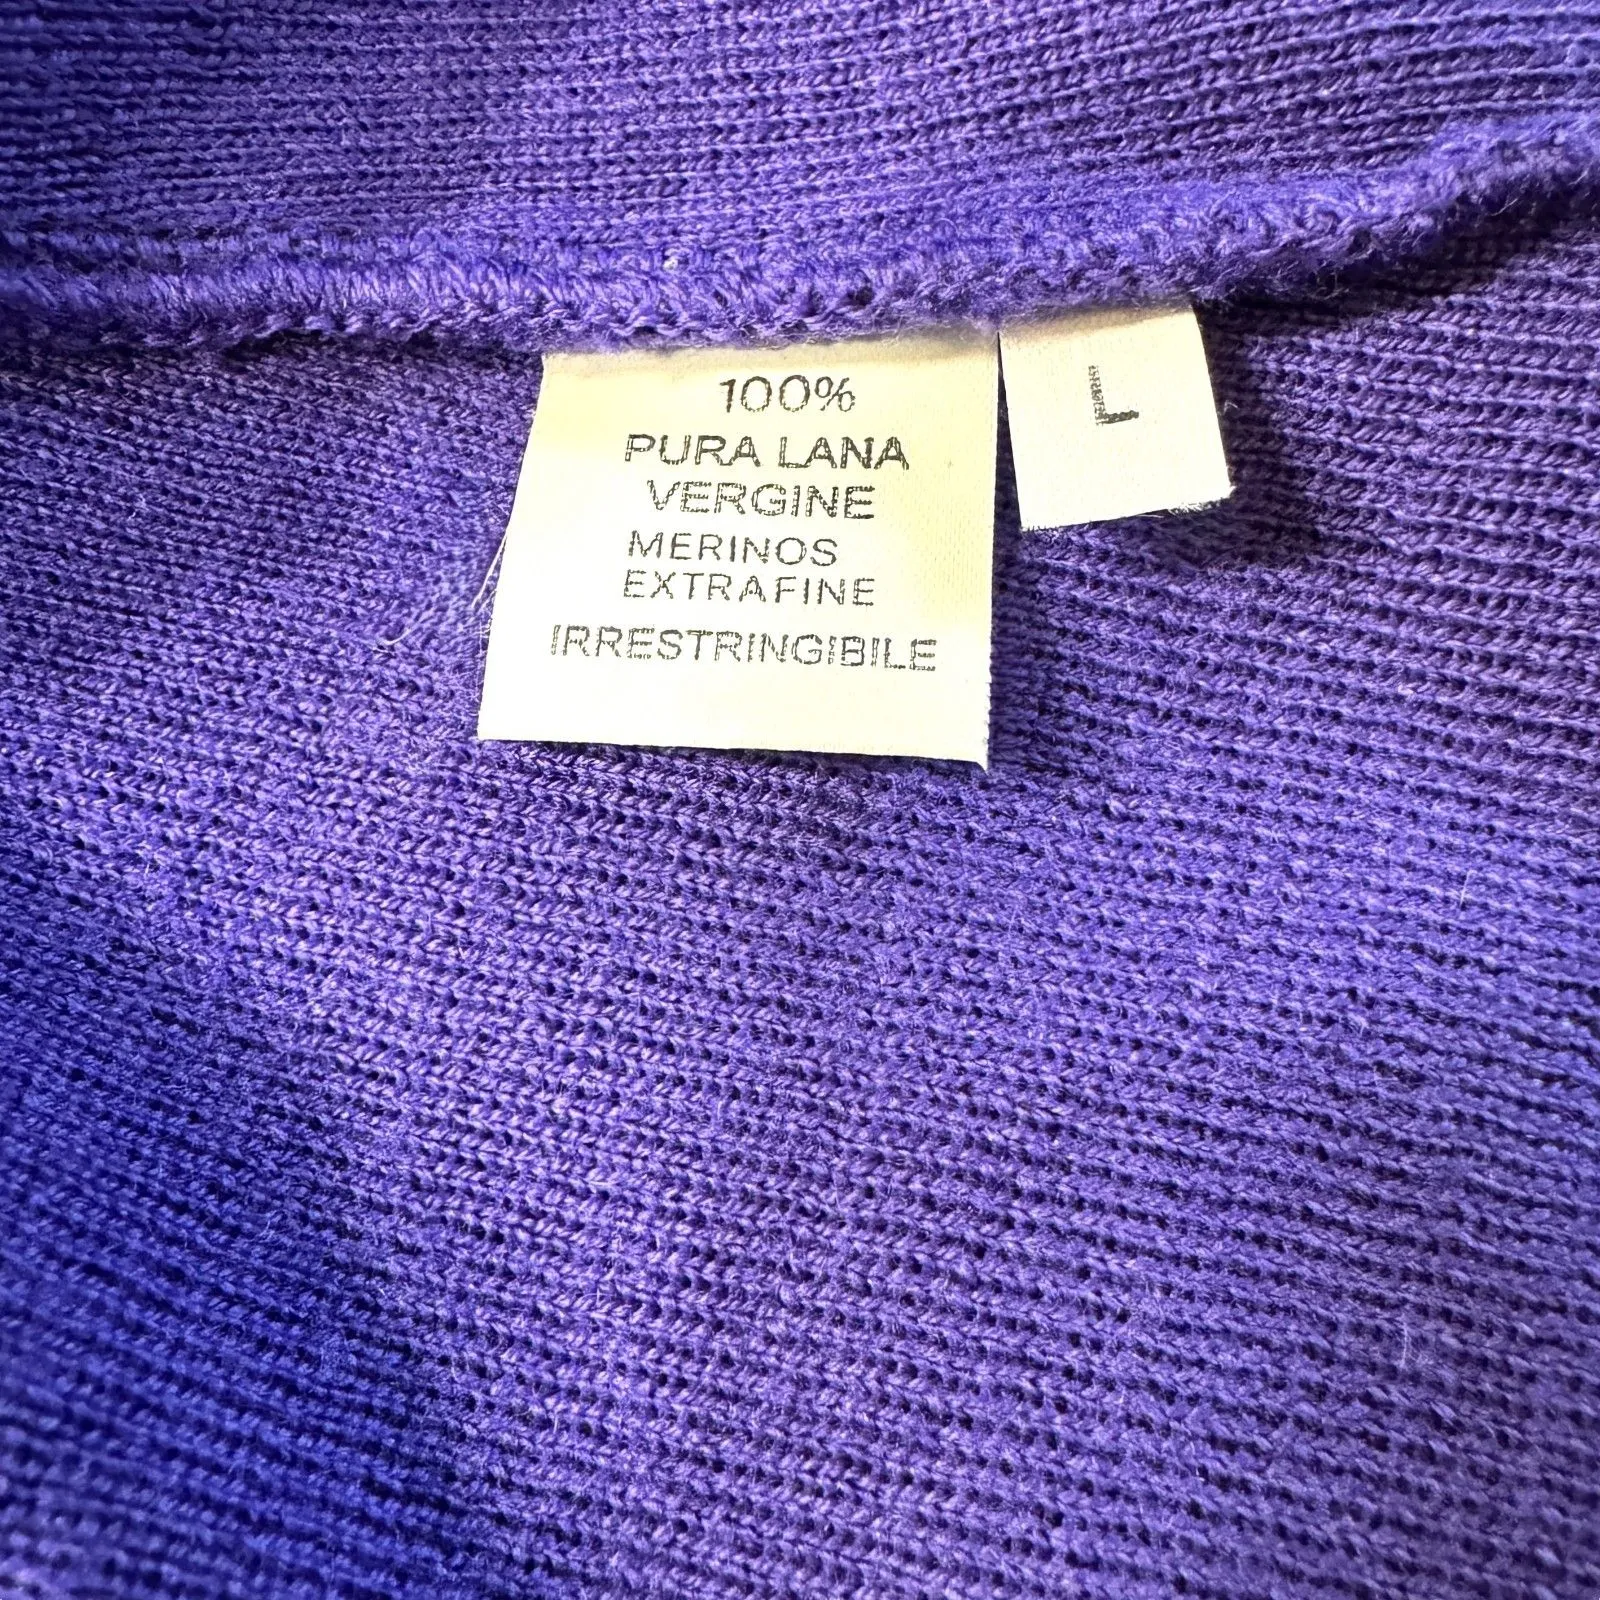 100%
PURA LANA
VERGINE
MERINOS
EXTRAFINE
IRRESTRINGIBILE
L